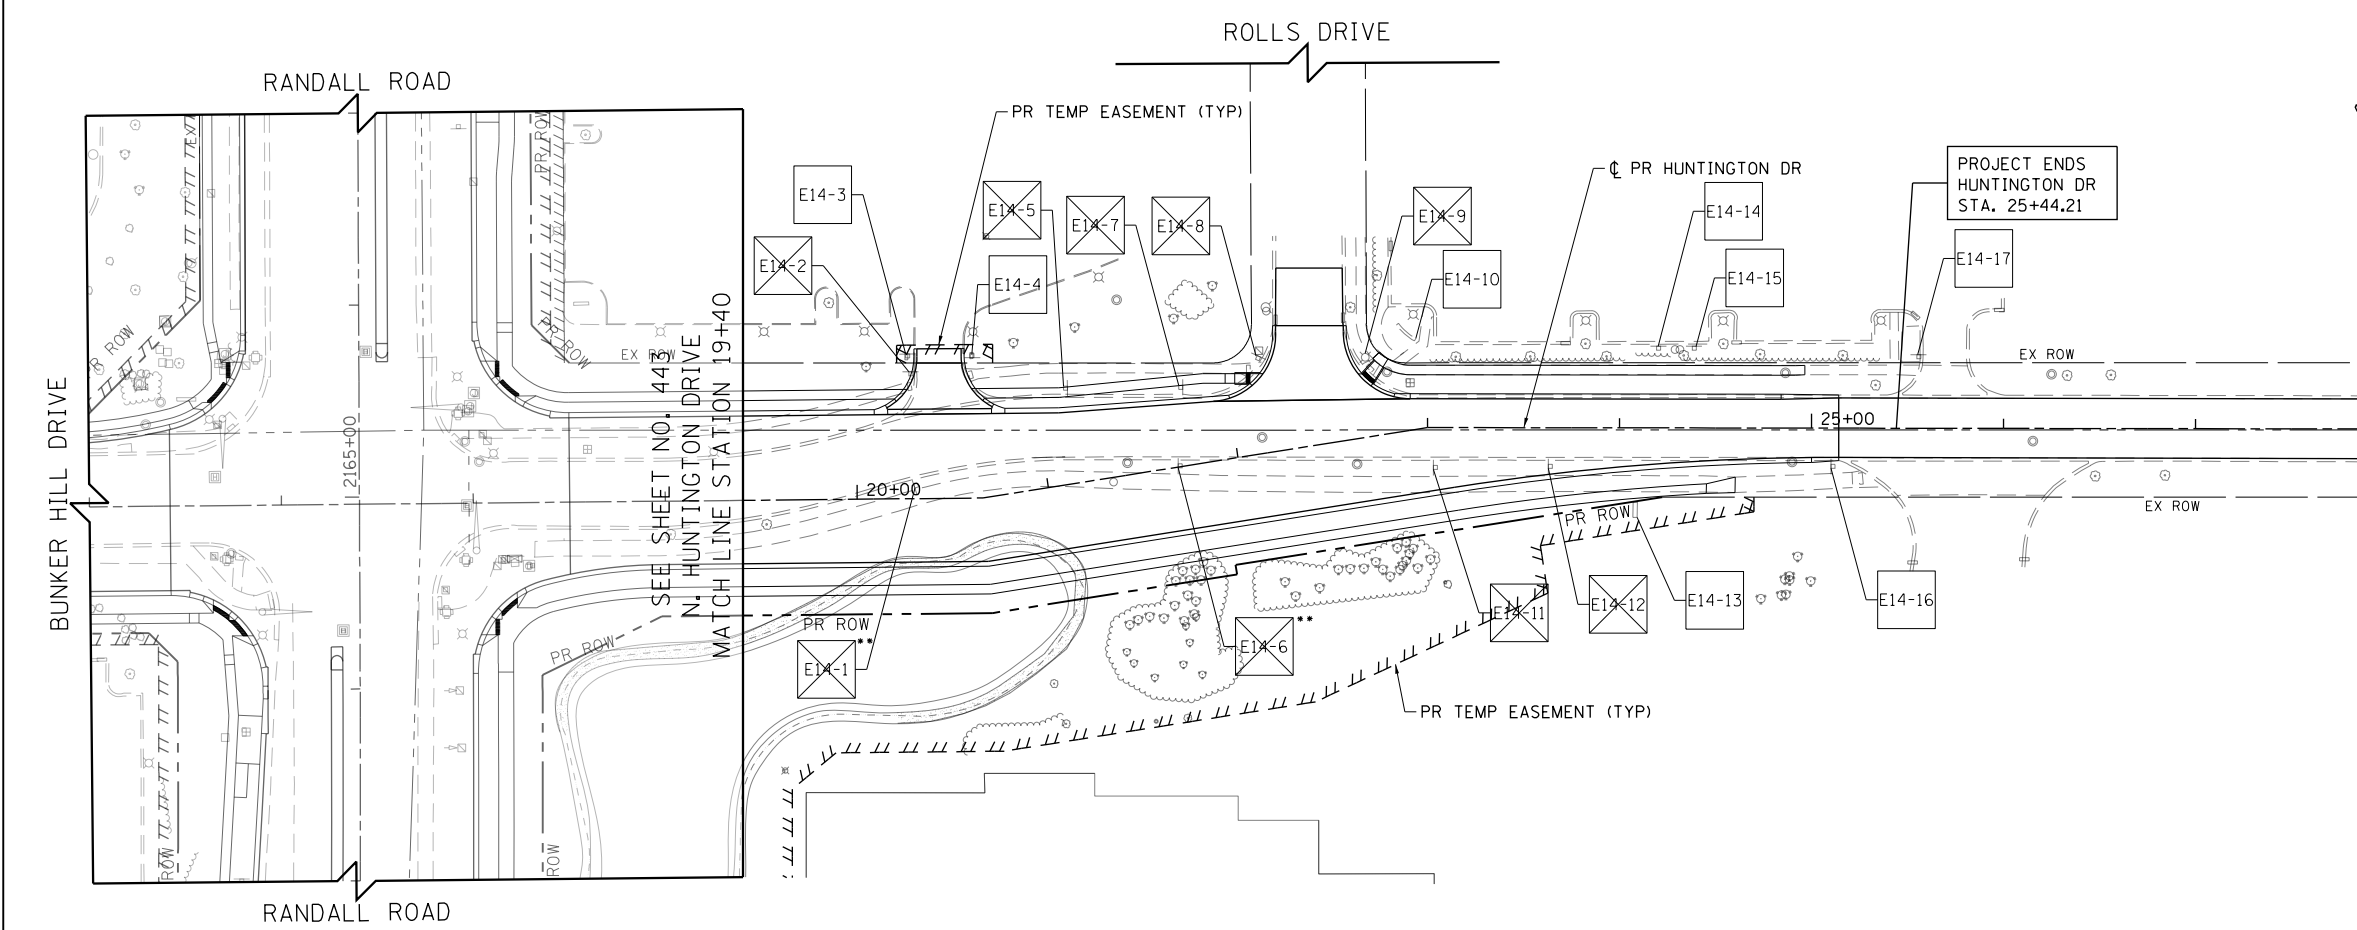 ROLLS DRIVE
RANDALL ROAD
PR TEMP EASEMENT (TYP)
℄ PR HUNTINGTON DR
PROJECT ENDS
HUNTINGTON DR
STA. 25+44.21
E14-3
E14-5
E14-7
E14-8
E14-9
E14-14
E14-2
E14-4
E14-10
E14-15
E14-17
PR ROW
EX
PR ROW
PR ROW
EX ROW
EX ROW
BUNKER HILL DRIVE
2165+00
SEE SHEET NO. 443
N. HUNTINGTON DRIVE
MATCH LINE STATION 19+40
25+00
20+00
EX ROW
PR ROW
PR ROW
PR ROW
E14-1 **
E14-6 **
E14-11
E14-12
E14-13
E14-16
PR TEMP EASEMENT (TYP)
ROW
ROW
RANDALL ROAD